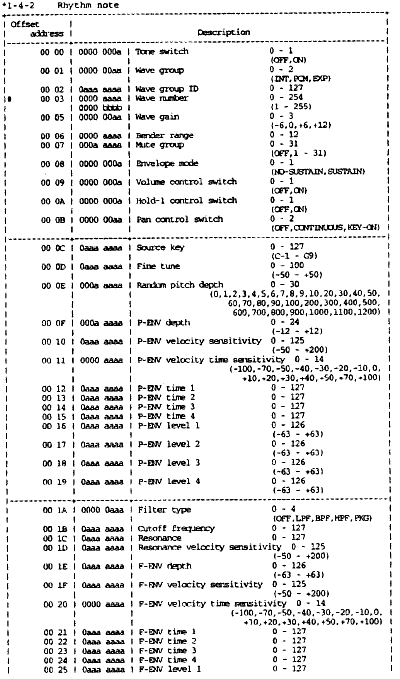 *1-4-2 Rhythm note
Offset
address | Description
00 00 | 0000 000a | Tone switch 0 - 1
(OFF,ON)
00 01 | 0000 00aa | Wave group 0 - 2
(INT,PCM,EXP)
00 02 | 0aaa aaaa | Wave group ID 0 - 127
# 00 03 | 0000 aaaa | Wave number 0 - 254
0000 bbbb | (1 - 255)
00 05 | 0000 00aa | Wave gain 0 - 3
(-6,0,+6,+12)
00 06 | 0000 aaaa | Bender range 0 - 12
00 07 | 000a aaaa | Mute group 0 - 31
(OFF,1 - 31)
00 08 | 0000 000a | Envelope mode 0 - 1
(NO-SUSTAIN,SUSTAIN)
00 09 | 0000 000a | Volume control switch 0 - 1
(OFF,ON)
00 0A | 0000 000a | Hold-1 control switch 0 - 1
(OFF,ON)
00 0B | 0000 00aa | Pan control switch 0 - 2
(OFF,CONTINUOUS,KEY-ON)
00 0C | 0aaa aaaa | Source key 0 - 127
(C-1 - G9)
00 0D | 0aaa aaaa | Fine tune 0 - 100
(-50 - +50)
00 0E | 000a aaaa | Random pitch depth 0 - 30
(0,1,2,3,4,5,6,7,8,9,10,20,30,40,50,
60,70,80,90,100,200,300,400,500,
600,700,800,900,1000,1100,1200)
00 0F | 000a aaaa | P-ENV depth 0 - 24
(-12 - +12)
00 10 | 0aaa aaaa | P-ENV velocity sensitivity 0 - 125
(-50 - +200)
00 11 | 0000 aaaa | P-ENV velocity time sensitivity 0 - 14
(-100,-70,-50,-40,-30,-20,-10,0,
+10,+20,+30,+40,+50,+70,+100)
00 12 | 0aaa aaaa | P-ENV time 1 0 - 127
00 13 | 0aaa aaaa | P-ENV time 2 0 - 127
00 14 | 0aaa aaaa | P-ENV time 3 0 - 127
00 15 | 0aaa aaaa | P-ENV time 4 0 - 127
00 16 | 0aaa aaaa | P-ENV level 1 0 - 126
(-63 - +63)
00 17 | 0aaa aaaa | P-ENV level 2 0 - 126
(-63 - +63)
00 18 | 0aaa aaaa | P-ENV level 3 0 - 126
(-63 - +63)
00 19 | 0aaa aaaa | P-ENV level 4 0 - 126
(-63 - +63)
00 1A | 0000 0aaa | Filter type 0 - 4
(OFF,LPF,BPF,HPF,PKG)
00 1B | 0aaa aaaa | Cutoff frequency 0 - 127
00 1C | 0aaa aaaa | Resonance 0 - 127
00 1D | 0aaa aaaa | Resonance velocity sensitivity 0 - 125
(-50 - +200)
00 1E | 0aaa aaaa | F-ENV depth 0 - 126
(-63 - +63)
00 1F | 0aaa aaaa | F-ENV velocity sensitivity 0 - 125
(-50 - +200)
00 20 | 0000 aaaa | F-ENV velocity time sensitivity 0 - 14
(-100,-70,-50,-40,-30,-20,-10,0,
+10,+20,+30,+40,+50,+70,+100)
00 21 | 0aaa aaaa | F-ENV time 1 0 - 127
00 22 | 0aaa aaaa | F-ENV time 2 0 - 127
00 23 | 0aaa aaaa | F-ENV time 3 0 - 127
00 24 | 0aaa aaaa | F-ENV time 4 0 - 127
00 25 | 0aaa aaaa | F-ENV level 1 0 - 127